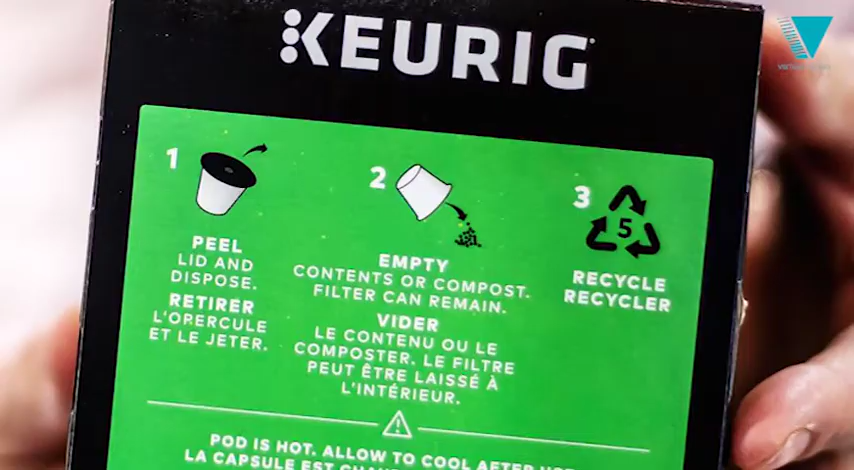 KEURIG
1
PEEL
LID AND
DISPOSE.
RETIRER
L'OPERCULE
ET LE JETER.
2
EMPTY
CONTENTS OR COMPOST.
FILTER CAN REMAIN.
VIDER
LE CONTENU OU LE
COMPOSTER. LE FILTRE
PEUT ÊTRE LAISSÉ À
L'INTÉRIEUR.
3
5
RECYCLE
RECYCLER
POD IS HOT. ALLOW TO COOL AFTER
LA CAPSULE EST